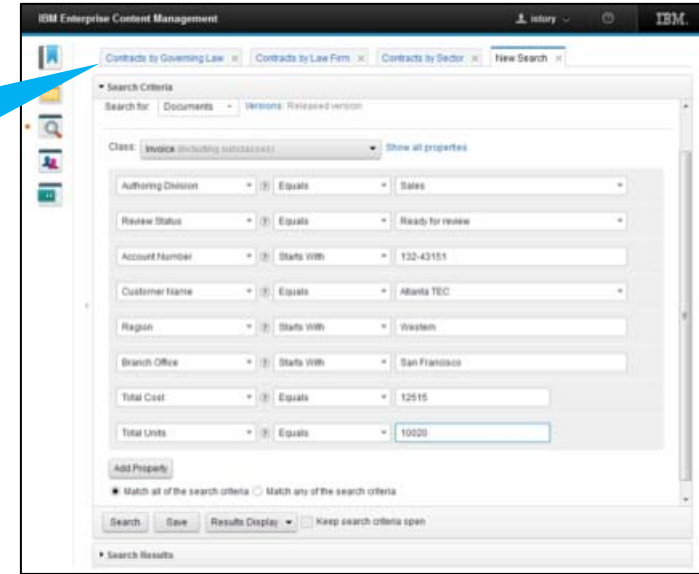 IBM Enterprise Content Management
istory
IBM.
Contracts by Governing Law × Contracts by Law Firm × Contracts by Sector × New Search ×
Search Criteria
Search for: Documents Versions: Released version
Class: Invoice (including subclasses) Show all properties
Authoring Division ? Equals Sales
Review Status ? Equals Ready for review
Account Number ? Starts With 132-43151
Customer Name ? Equals Atlanta TEC
Region ? Starts With Western
Branch Office ? Starts With San Francisco
Total Cost ? Equals 12515
Total Units ? Equals 10020
Add Property
Match all of the search criteria Match any of the search criteria
Search Save Results Display Keep search criteria open
Search Results